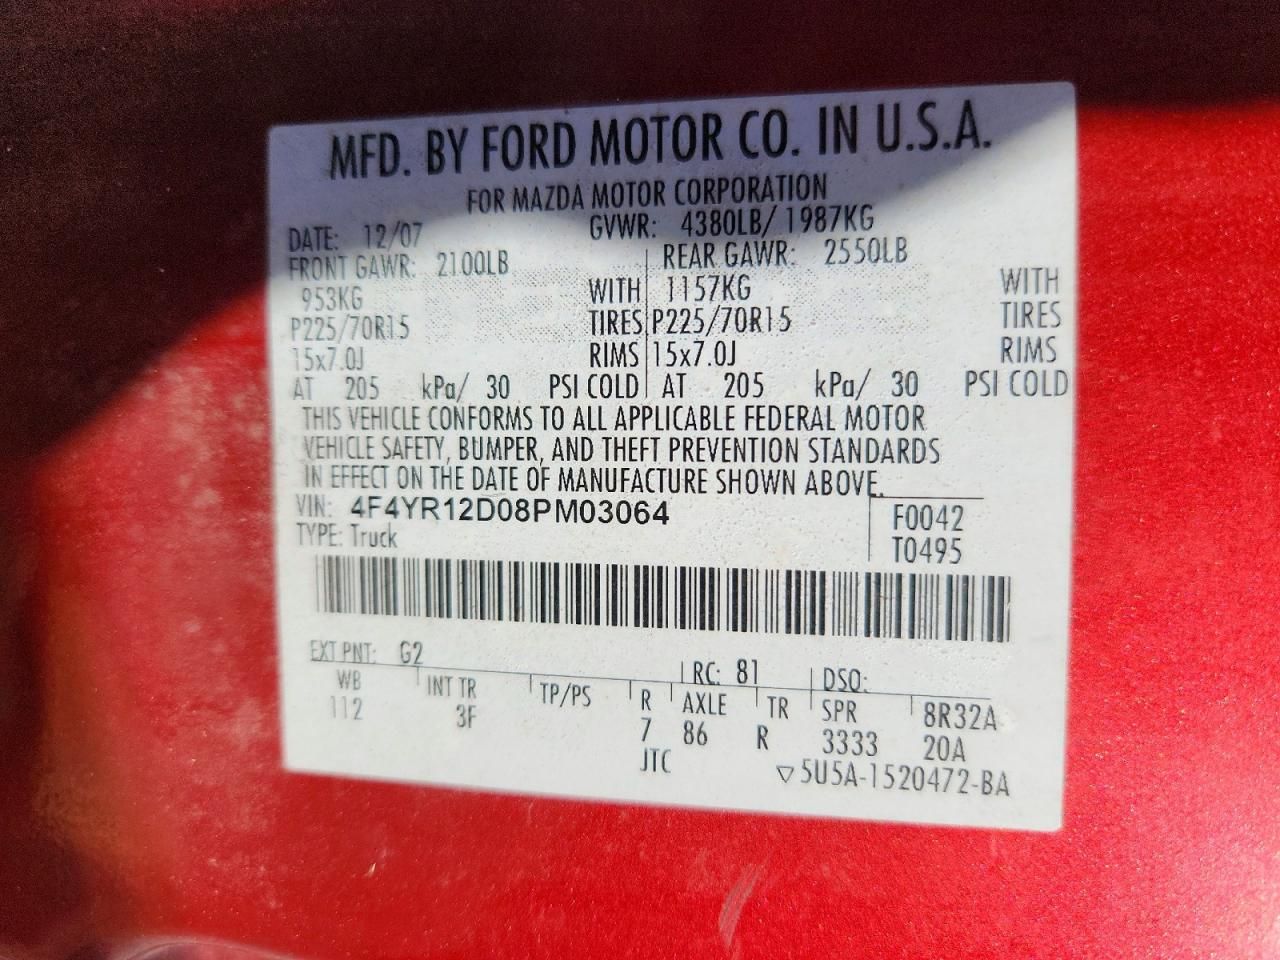 MFD. BY FORD MOTOR CO. IN U.S.A.
FOR MAZDA MOTOR CORPORATION
DATE: 12/07 GVWR: 4380LB/ 1987KG
FRONT GAWR: 2100LB REAR GAWR: 2550LB
953KG WITH 1157KG WITH
P225/70R15 TIRES P225/70R15 TIRES
15x7.0J RIMS 15x7.0J RIMS
AT 205 kPa/ 30 PSI COLD AT 205 kPa/ 30 PSI COLD
THIS VEHICLE CONFORMS TO ALL APPLICABLE FEDERAL MOTOR
VEHICLE SAFETY, BUMPER, AND THEFT PREVENTION STANDARDS
IN EFFECT ON THE DATE OF MANUFACTURE SHOWN ABOVE.
VIN: 4F4YR12D08PM03064 F0042
TYPE: Truck T0495
EXT PNT: G2 RC: 81 DSO:
WB INT TR TP/PS R AXLE TR SPR 8R32A
112 3F 7 86 R 3333 20A
JTC ▽5U5A-1520472-BA